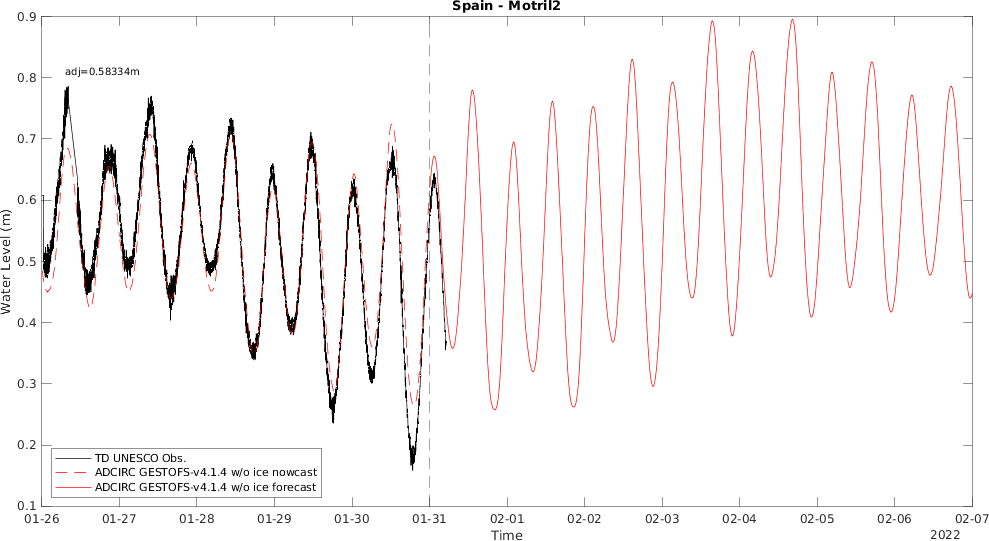 Spain - Motril2
adj=0.58334m
Water Level (m)
0.9
0.8
0.7
0.6
0.5
0.4
0.3
0.2
0.1
TD UNESCO Obs.
ADCIRC GESTOFS-v4.1.4 w/o ice nowcast
ADCIRC GESTOFS-v4.1.4 w/o ice forecast
01-26 01-27 01-28 01-29 01-30 01-31 02-01 02-02 02-03 02-04 02-05 02-06 02-07
Time
2022